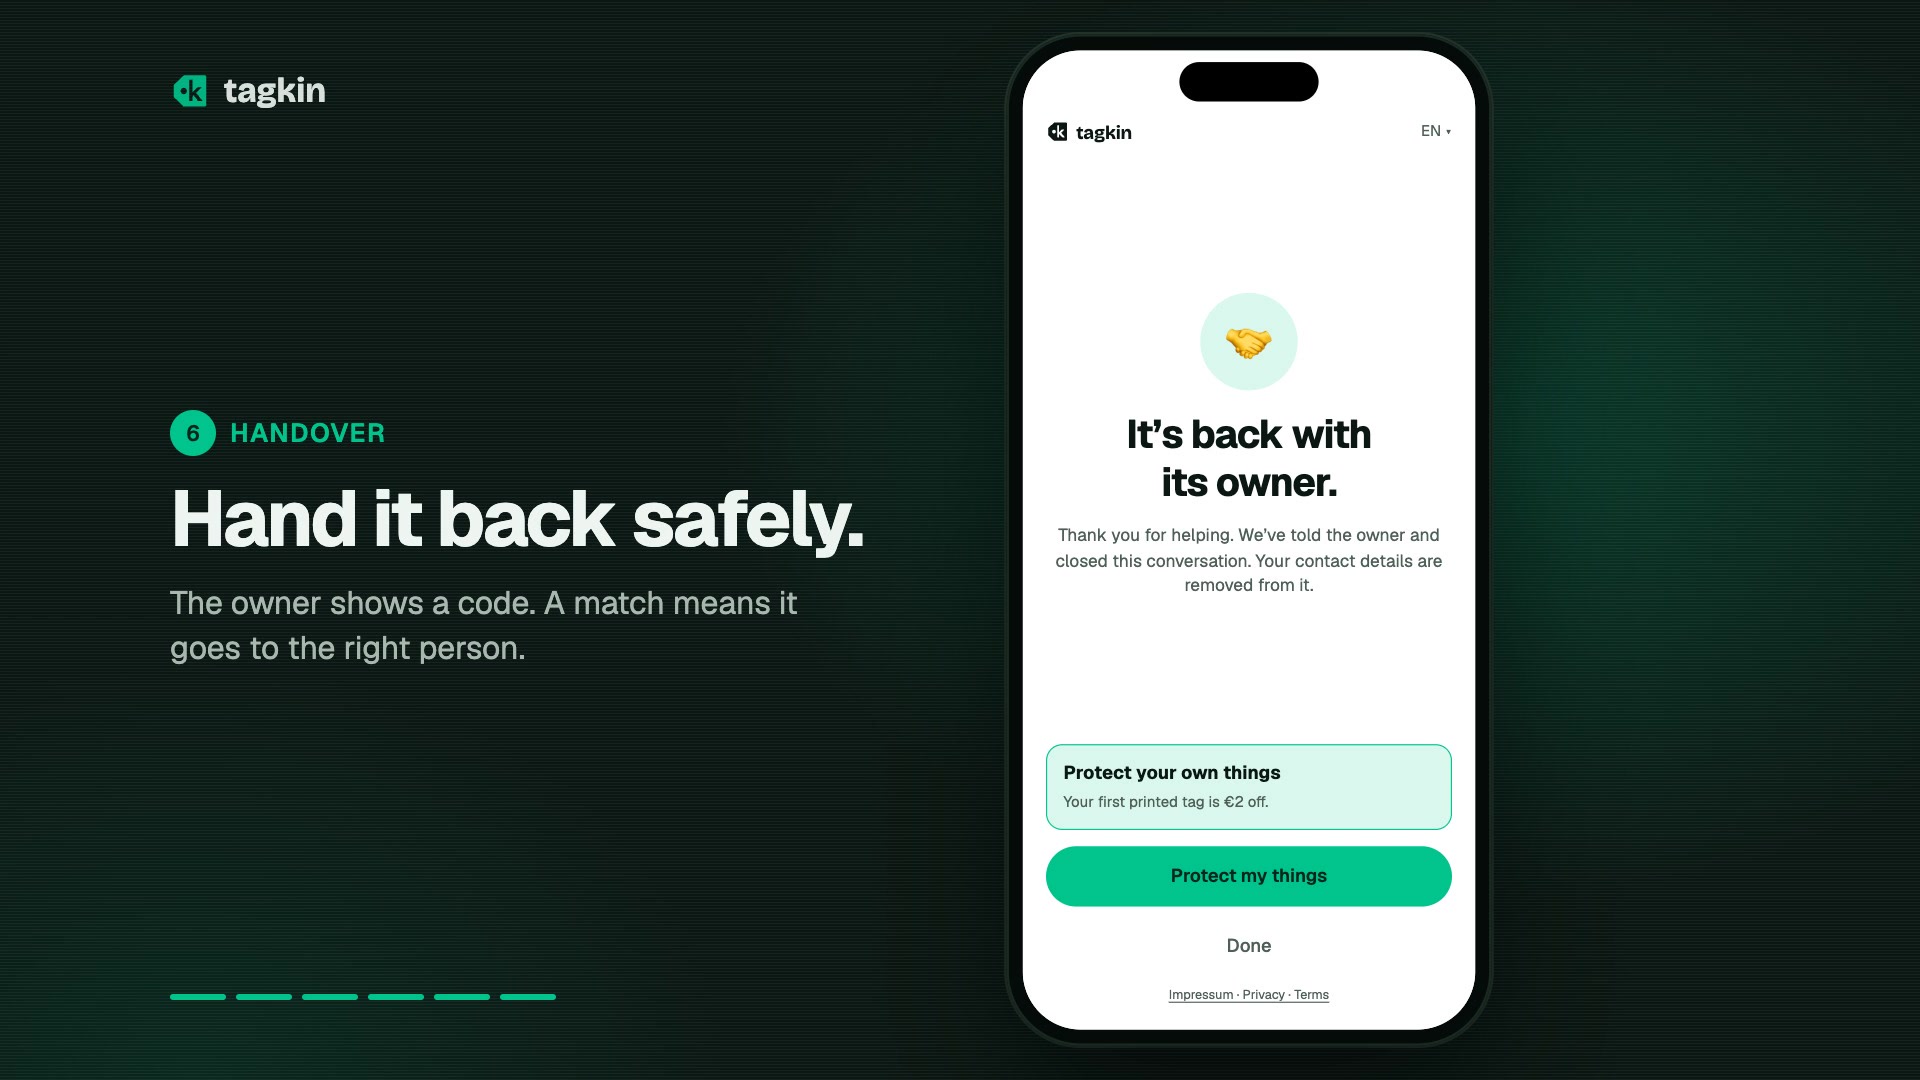 tagkin
6 HANDOVER
Hand it back safely.
The owner shows a code. A match means it
goes to the right person.
tagkin
EN ▾
It’s back with
its owner.
Thank you for helping. We’ve told the owner and
closed this conversation. Your contact details are
removed from it.
Protect your own things
Your first printed tag is €2 off.
Protect my things
Done
Impressum · Privacy · Terms